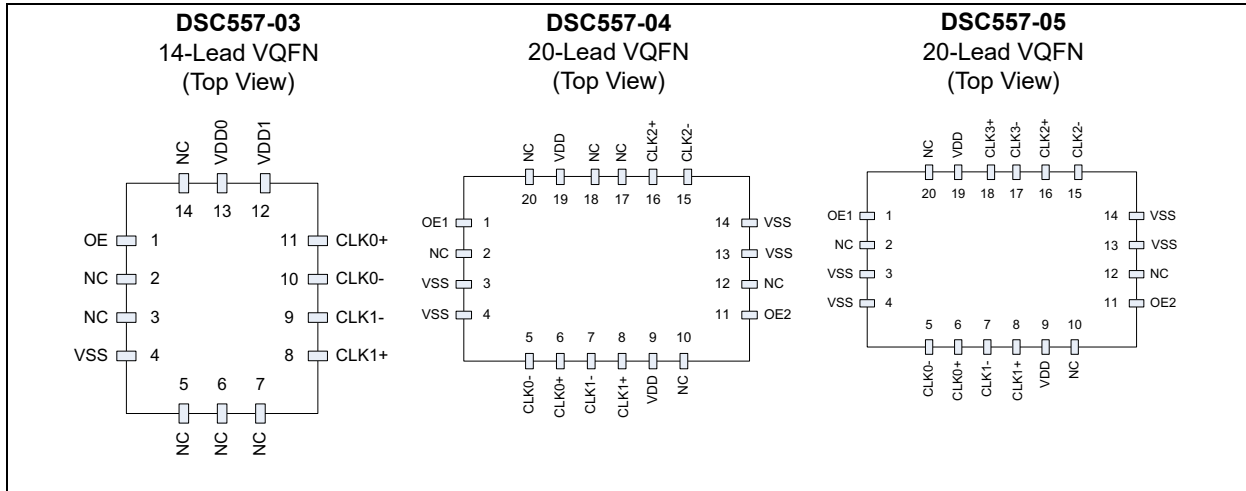 DSC557-03
14-Lead VQFN
(Top View)
NC
VDD0
VDD1
14
13
12
OE 1
NC 2
NC 3
VSS 4
11 CLK0+
10 CLK0-
9 CLK1-
8 CLK1+
5
6
7
NC
NC
NC
DSC557-04
20-Lead VQFN
(Top View)
NC
VDD
NC
NC
CLK2+
CLK2-
20
19
18
17
16
15
OE1 1
NC 2
VSS 3
VSS 4
14 VSS
13 VSS
12 NC
11 OE2
5
6
7
8
9
10
CLK0-
CLK0+
CLK1-
CLK1+
VDD
NC
DSC557-05
20-Lead VQFN
(Top View)
NC
VDD
CLK3+
CLK3-
CLK2+
CLK2-
20
19
18
17
16
15
OE1 1
NC 2
VSS 3
VSS 4
14 VSS
13 VSS
12 NC
11 OE2
5
6
7
8
9
10
CLK0-
CLK0+
CLK1-
CLK1+
VDD
NC